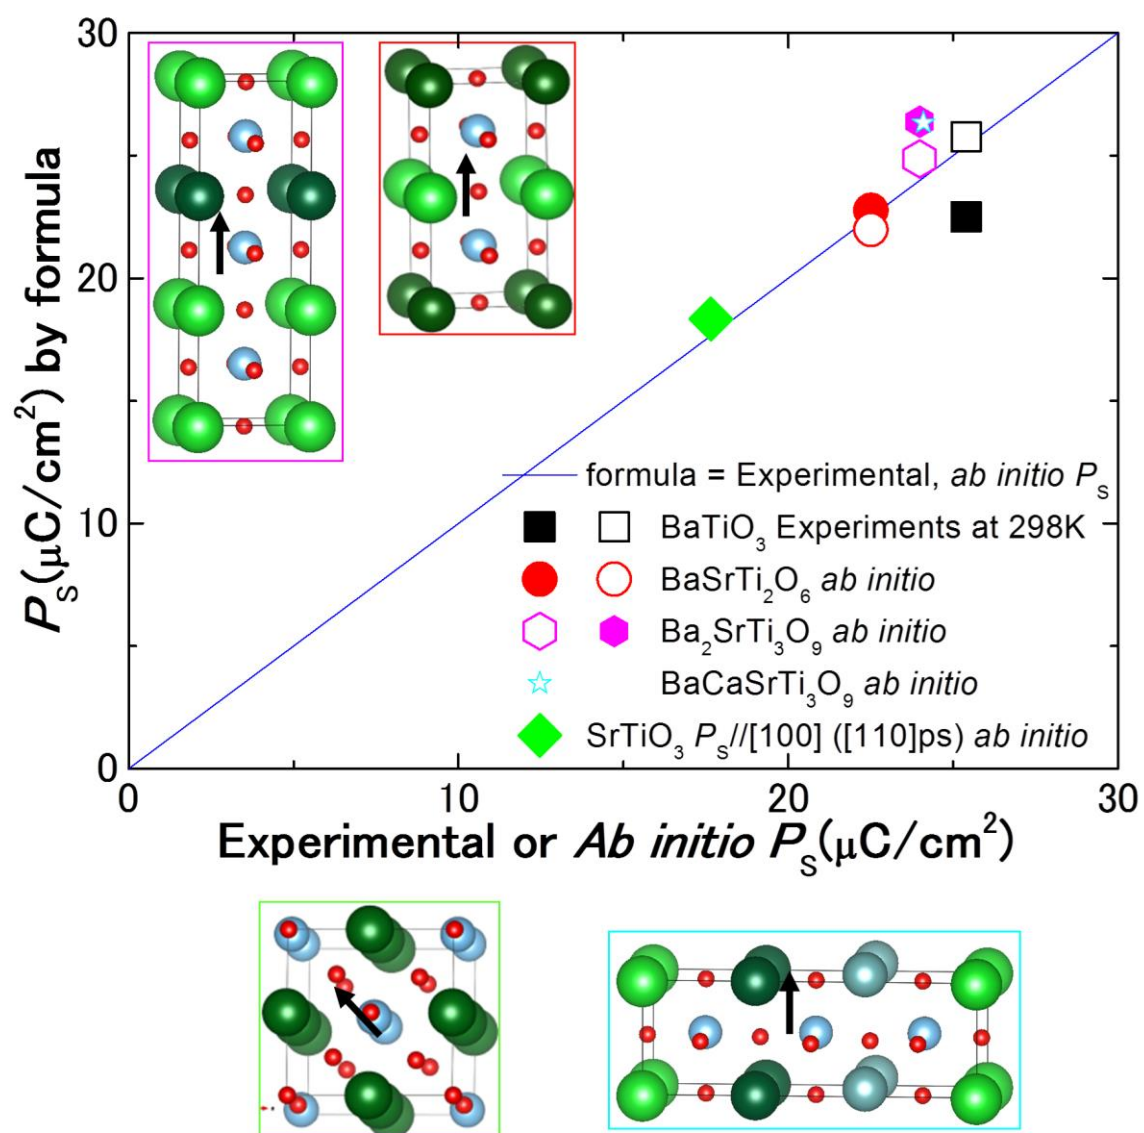 30
20
10
0
0
10
20
30
P_S(μC/cm²) by formula
formula = Experimental, ab initio P_S
BaTiO₃ Experiments at 298K
BaSrTi₂O₆ ab initio
Ba₂SrTi₃O₉ ab initio
BaCaSrTi₃O₉ ab initio
SrTiO₃ P_S//[100] ([110]ps) ab initio
Experimental or Ab initio P_S(μC/cm²)